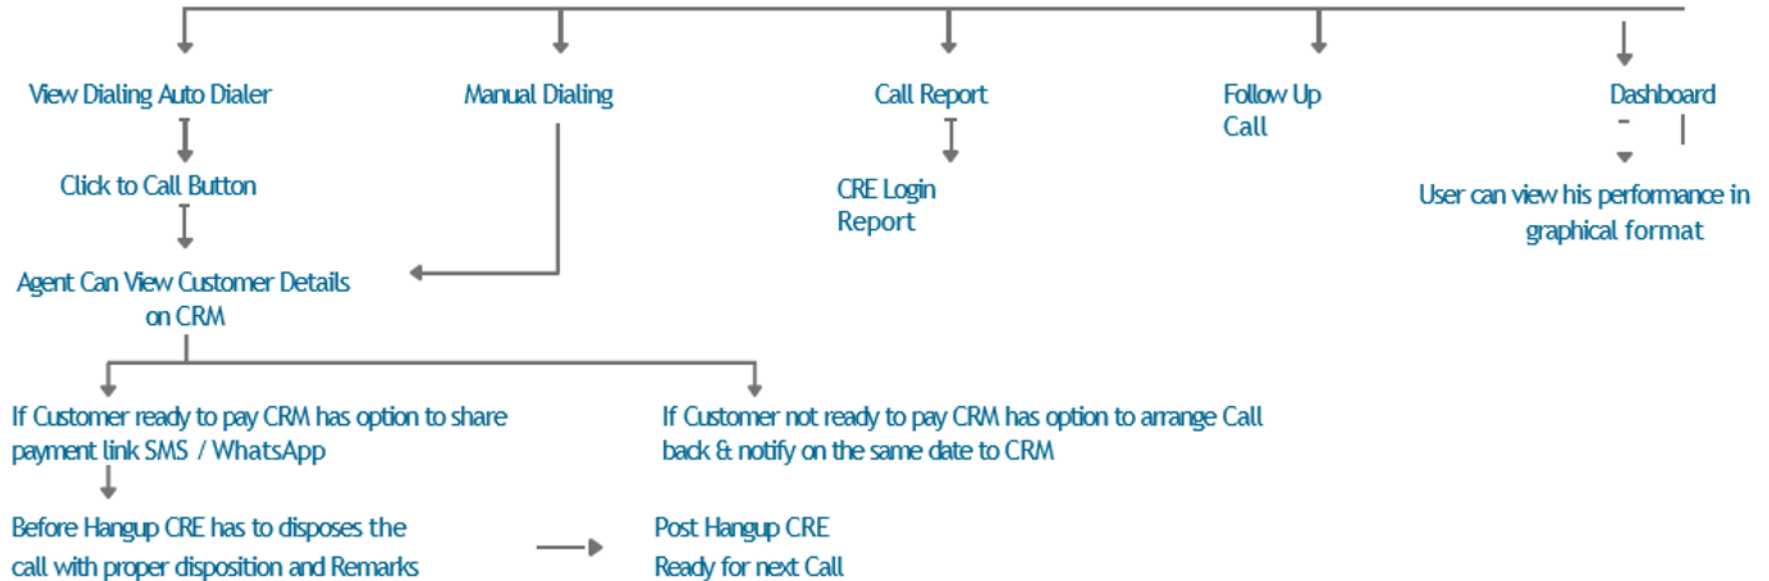 View Dialing Auto Dialer
Manual Dialing
Call Report
Follow Up
Call
Dashboard
Click to Call Button
CRE Login
Report
User can view his performance in
graphical format
Agent Can View Customer Details
on CRM
If Customer ready to pay CRM has option to share
payment link SMS / WhatsApp
If Customer not ready to pay CRM has option to arrange Call
back & notify on the same date to CRM
Before Hangup CRE has to disposes the
call with proper disposition and Remarks
Post Hangup CRE
Ready for next Call